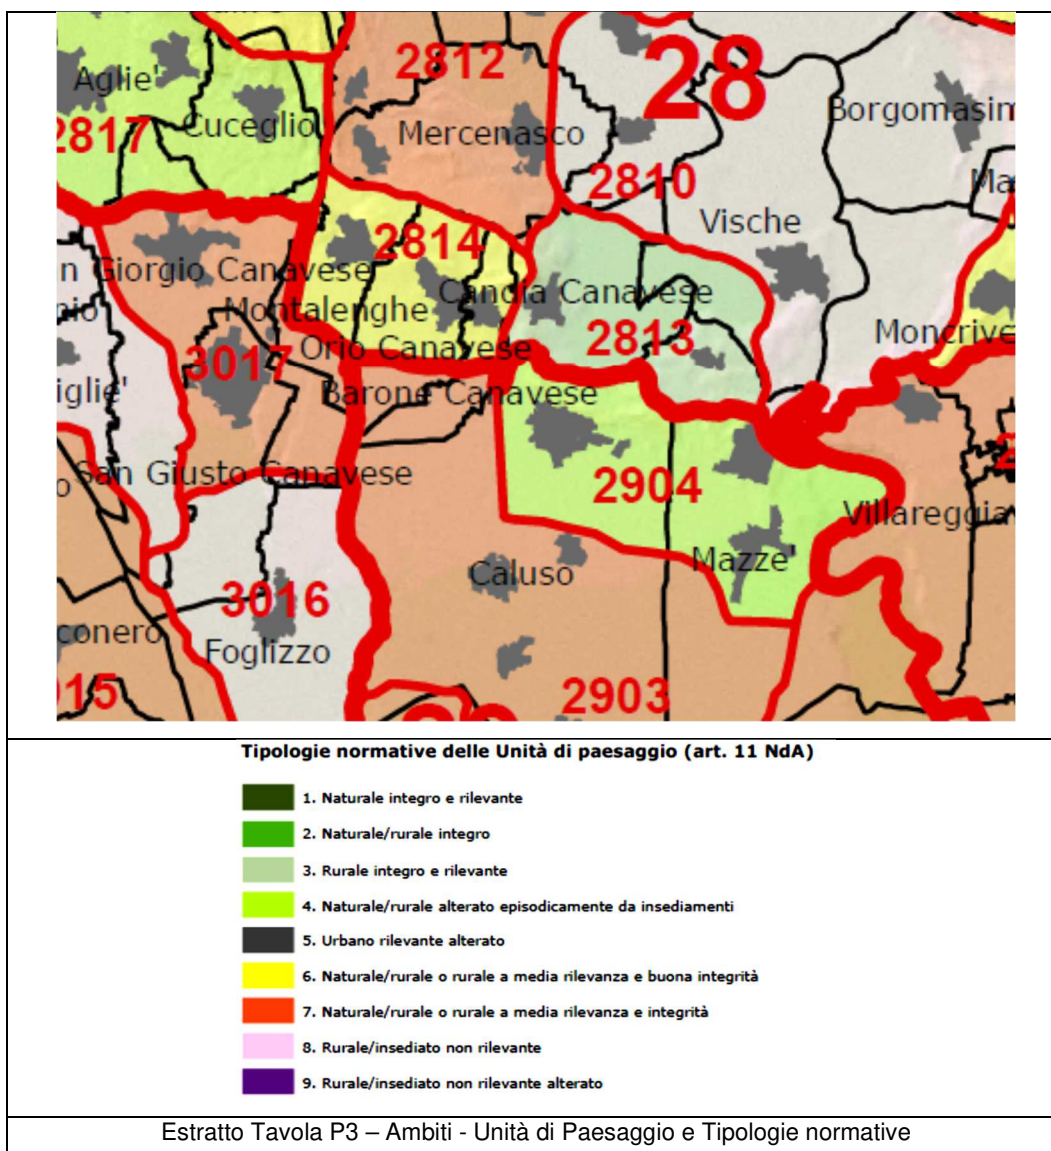 Aglie'
2817
Cuceglio
2812
Mercenasco
28
Borgomasim
2810
Ma
Vische
2814
n Giorgio Canavese
nio
Montalenghe
Candia Canavese
2813
Moncrive
3017
Orio Canavese
iglie'
Barone Canavese
San Giusto Canavese
o
2904
Villareggia
Mazze'
Caluso
3016
conero
Foglizzo
015
2903
Tipologie normative delle Unità di paesaggio (art. 11 NdA)
1. Naturale integro e rilevante
2. Naturale/rurale integro
3. Rurale integro e rilevante
4. Naturale/rurale alterato episodicamente da insediamenti
5. Urbano rilevante alterato
6. Naturale/rurale o rurale a media rilevanza e buona integrità
7. Naturale/rurale o rurale a media rilevanza e integrità
8. Rurale/insediato non rilevante
9. Rurale/insediato non rilevante alterato
Estratto Tavola P3 – Ambiti - Unità di Paesaggio e Tipologie normative